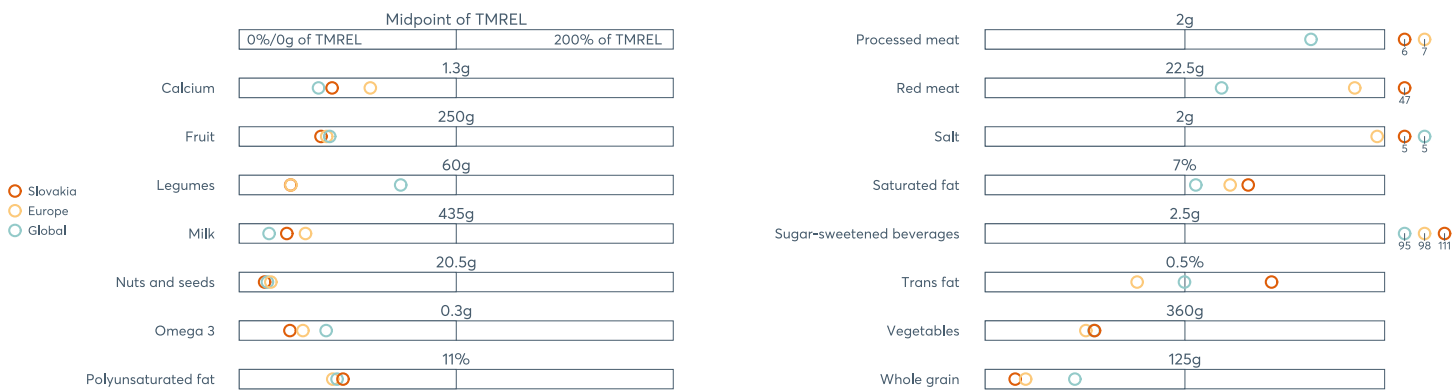 Midpoint of TMREL
0%/0g of TMREL 200% of TMREL
1.3g
Calcium
250g
Fruit
60g
Legumes
435g
Milk
20.5g
Nuts and seeds
0.3g
Omega 3
11%
Polyunsaturated fat
Slovakia
Europe
Global
2g
Processed meat
6 7
22.5g
Red meat
47
2g
Salt
5 5
7%
Saturated fat
2.5g
Sugar-sweetened beverages
95 98 111
0.5%
Trans fat
360g
Vegetables
125g
Whole grain